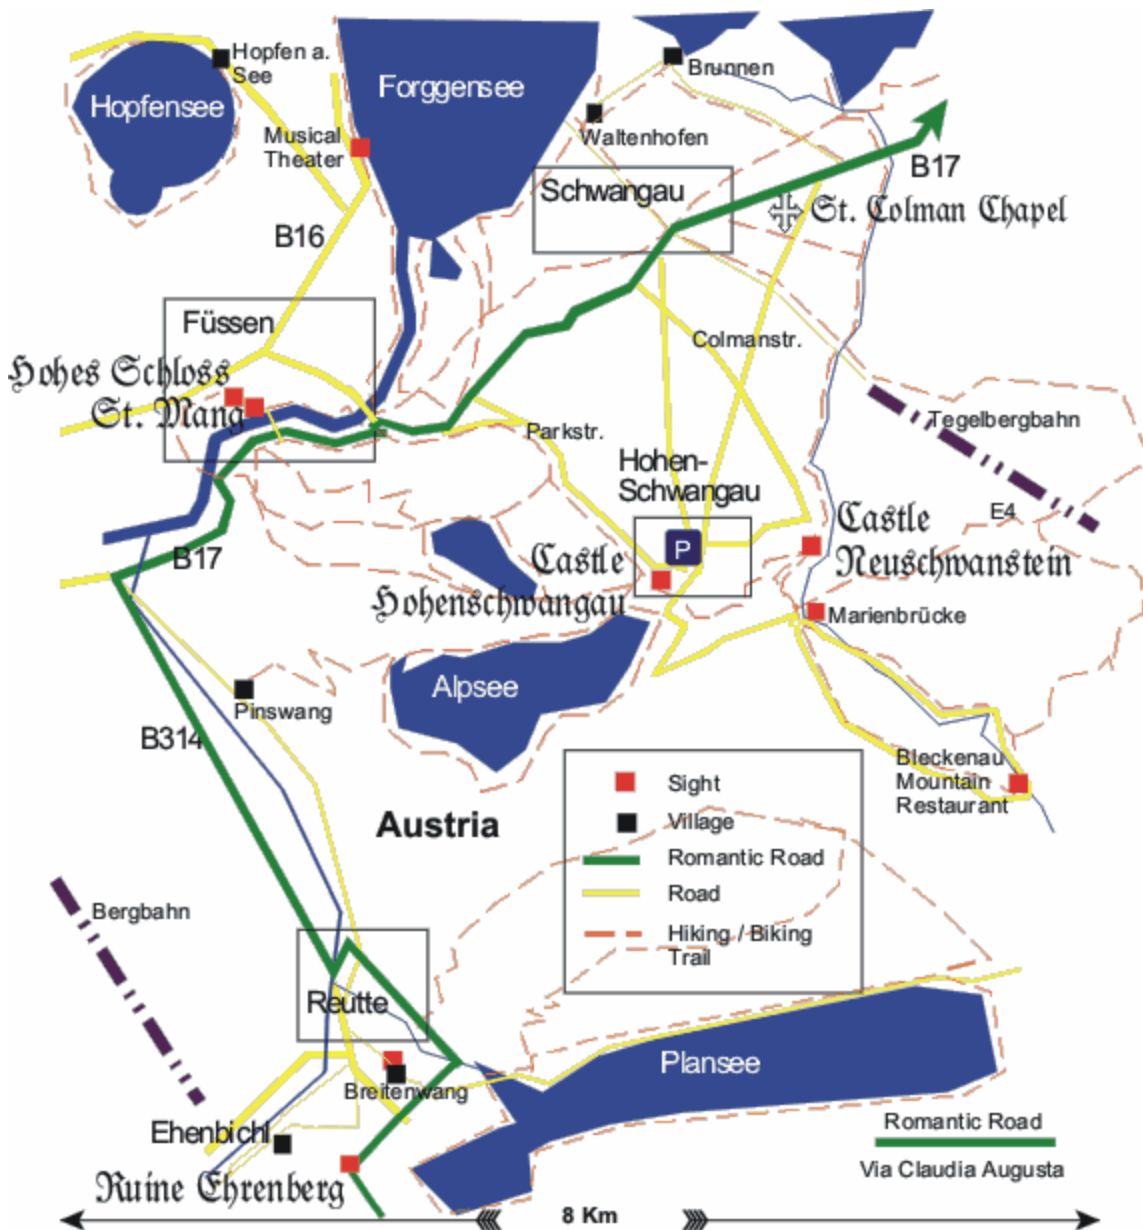 Hopfen a.
See
Hopfensee
Forggensee
Brunnen
Musical
Theater
Waltenhofen
B17
Schwangau
St. Colman Chapel
B16
Füssen
Colmanstr.
Hohes Schloss
St. Mang
Tegelbergbahn
Parkstr.
Hohen-
Schwangau
E4
P
Castle
Neuschwanstein
B17
Castle
Hohenschwangau
Marienbrücke
Alpsee
Pinswang
B314
Bleckenau
Mountain
Restaurant
Sight
Village
Romantic Road
Road
Hiking / Biking
Trail
Austria
Bergbahn
Reutte
Plansee
Breitenwang
Ehenbichl
Romantic Road
Via Claudia Augusta
Ruine Ehrenberg
8 Km